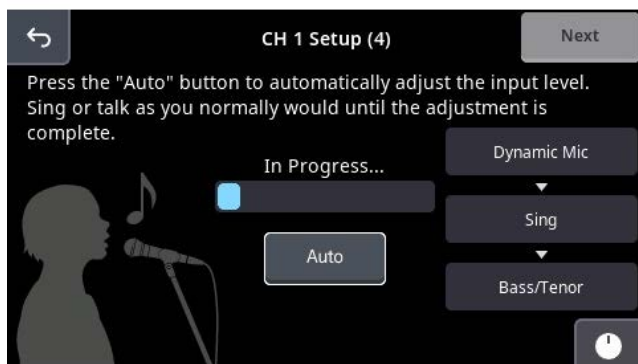 CH 1 Setup (4)
Next
Press the "Auto" button to automatically adjust the input level.
Sing or talk as you normally would until the adjustment is
complete.
In Progress...
Auto
Dynamic Mic
Sing
Bass/Tenor